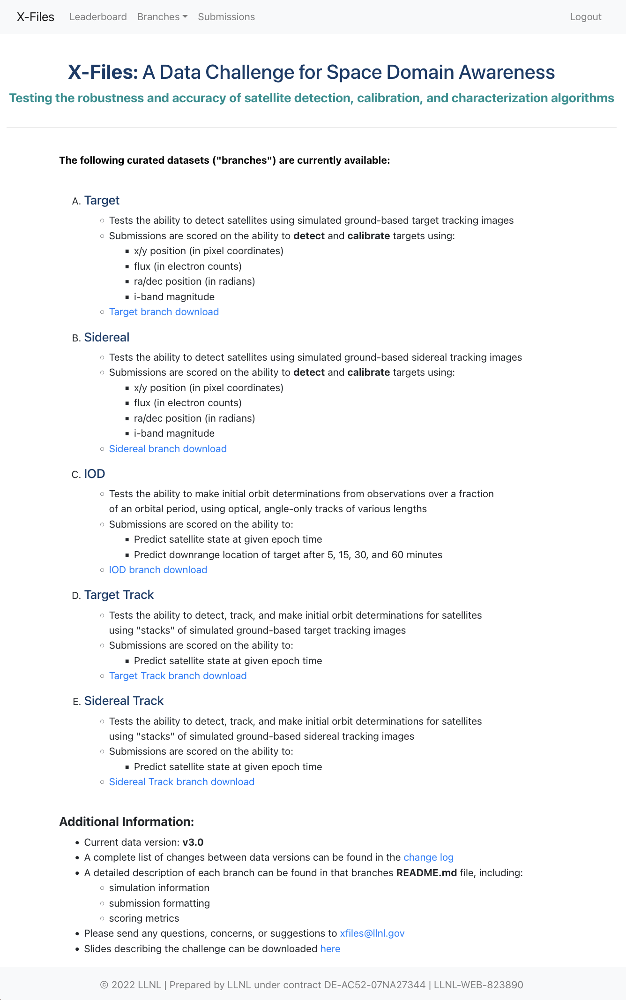 X-Files Leaderboard Branches Submissions Logout
X-Files: A Data Challenge for Space Domain Awareness
Testing the robustness and accuracy of satellite detection, calibration, and characterization algorithms
The following curated datasets ("branches") are currently available:
A. Target
Tests the ability to detect satellites using simulated ground-based target tracking images
Submissions are scored on the ability to detect and calibrate targets using:
x/y position (in pixel coordinates)
flux (in electron counts)
ra/dec position (in radians)
i-band magnitude
Target branch download
B. Sidereal
Tests the ability to detect satellites using simulated ground-based sidereal tracking images
Submissions are scored on the ability to detect and calibrate targets using:
x/y position (in pixel coordinates)
flux (in electron counts)
ra/dec position (in radians)
i-band magnitude
Sidereal branch download
C. IOD
Tests the ability to make initial orbit determinations from observations over a fraction
of an orbital period, using optical, angle-only tracks of various lengths
Submissions are scored on the ability to:
Predict satellite state at given epoch time
Predict downrange location of target after 5, 15, 30, and 60 minutes
IOD branch download
D. Target Track
Tests the ability to detect, track, and make initial orbit determinations for satellites
using "stacks" of simulated ground-based target tracking images
Submissions are scored on the ability to:
Predict satellite state at given epoch time
Target Track branch download
E. Sidereal Track
Tests the ability to detect, track, and make initial orbit determinations for satellites
using "stacks" of simulated ground-based sidereal tracking images
Submissions are scored on the ability to:
Predict satellite state at given epoch time
Sidereal Track branch download
Additional Information:
Current data version: v3.0
A complete list of changes between data versions can be found in the change log
A detailed description of each branch can be found in that branches README.md file, including:
simulation information
submission formatting
scoring metrics
Please send any questions, concerns, or suggestions to xfiles@llnl.gov
Slides describing the challenge can be downloaded here
© 2022 LLNL | Prepared by LLNL under contract DE-AC52-07NA27344 | LLNL-WEB-823890